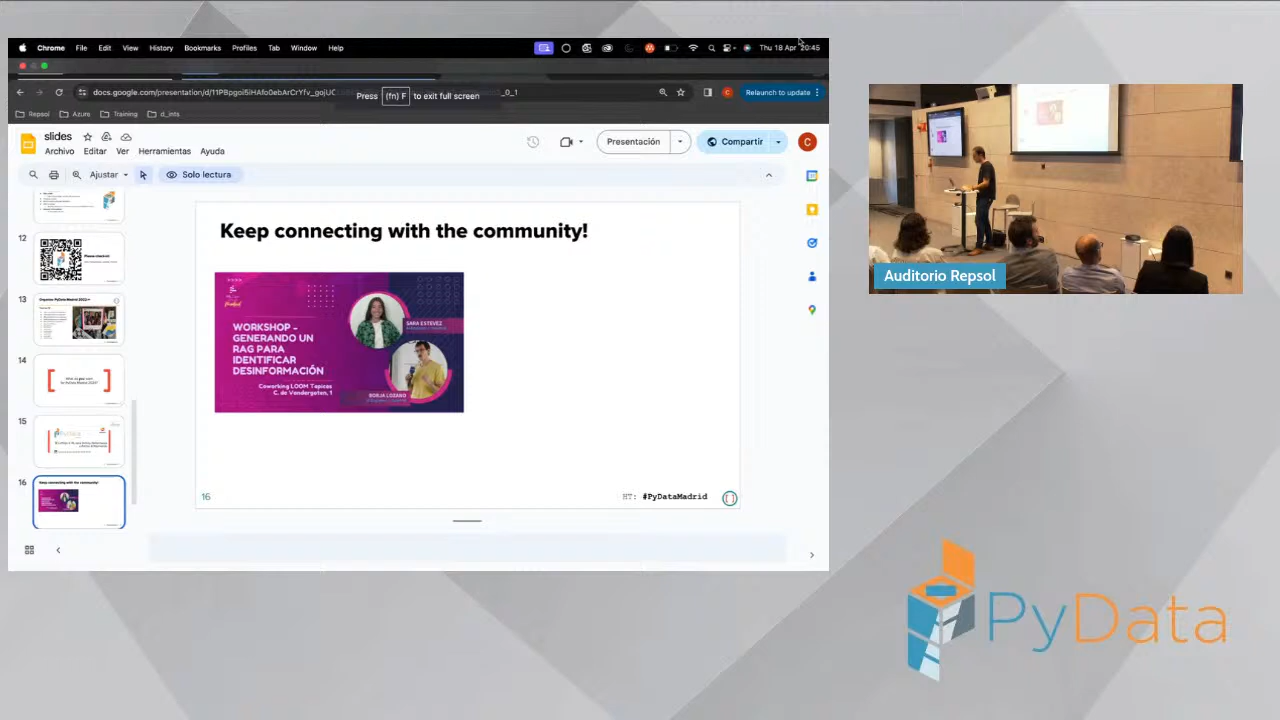 Chrome File Edit View History Bookmarks Profiles Tab Window Help
Thu 18 Apr 20:45
Press (fn) F to exit full screen
Relaunch to update
Repsol Azure Training d_ints
slides
Archivo Editar Ver Herramientas Ayuda
Presentación
Compartir
C
Ajustar
Solo lectura
12
13
14
15
16
Keep connecting with the community!
WORKSHOP -
GENERANDO UN
RAG PARA
IDENTIFICAR
DESINFORMACIÓN
Coworking LOOM Tapices
C. de Vandergoten, 1
SARA ESTEVEZ
BORJA LOZANO
16
HT: #PyDataMadrid
Auditorio Repsol
PyData